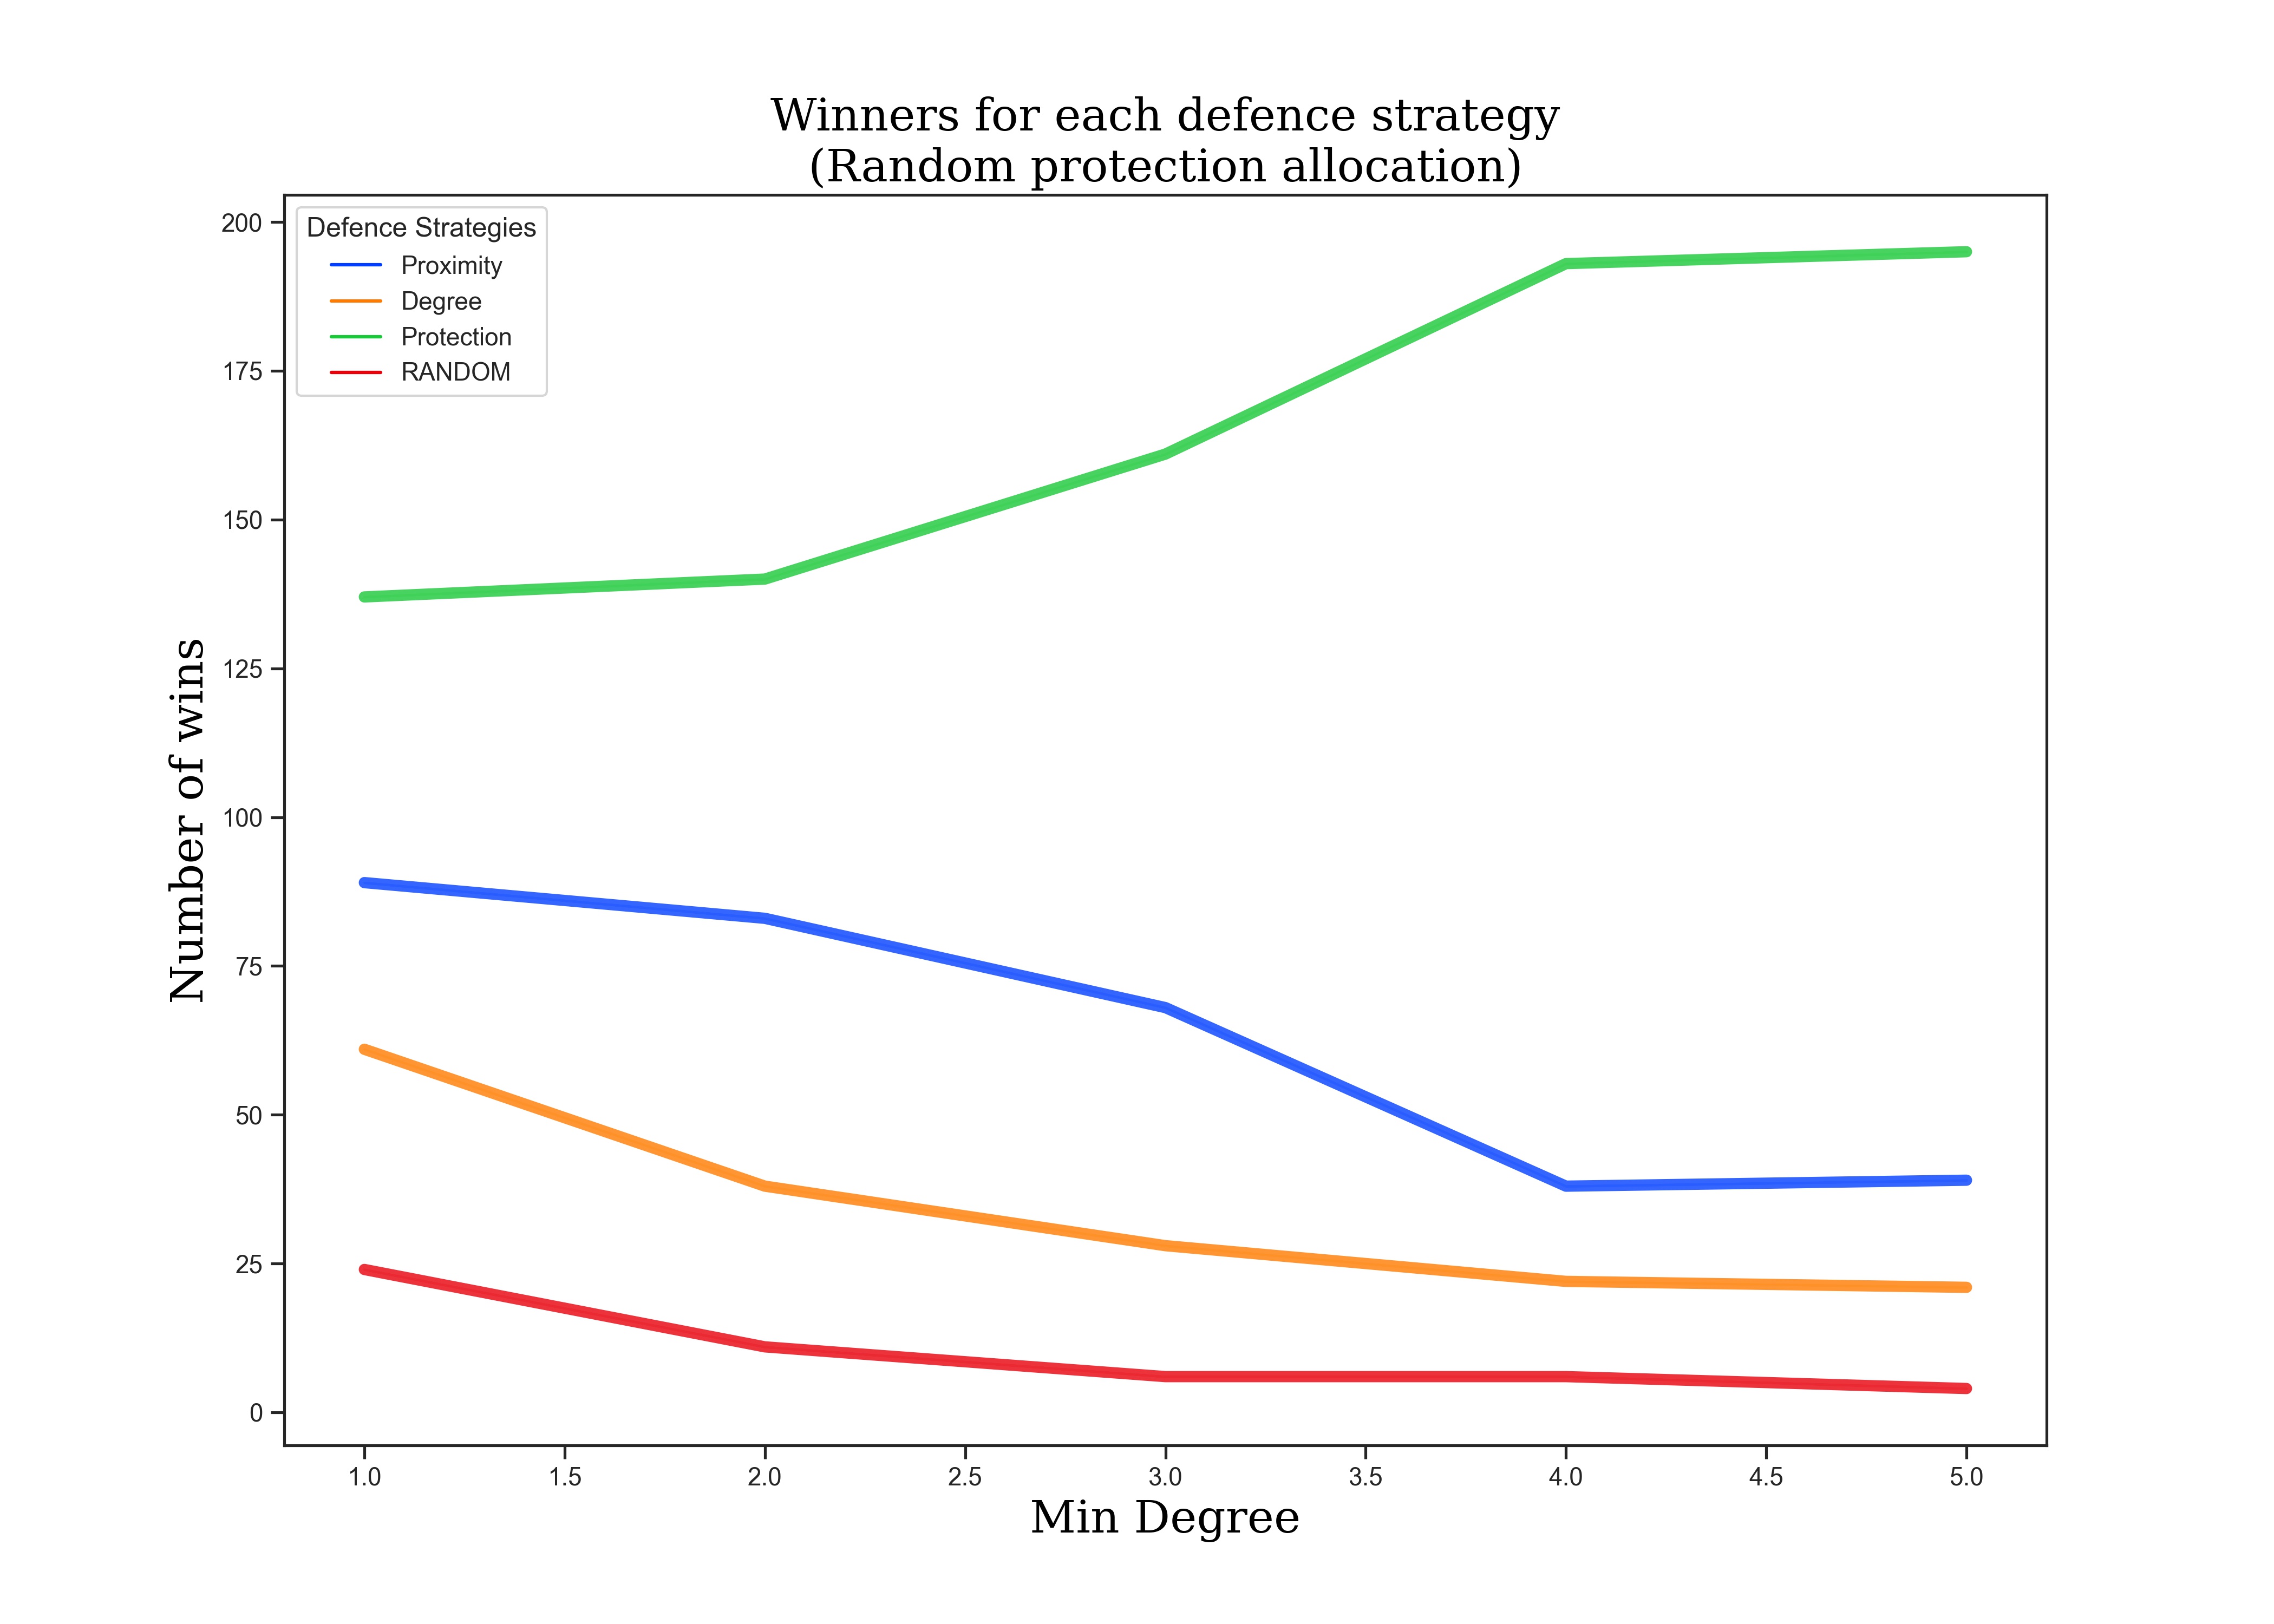 Winners for each defence strategy
(Random protection allocation)
Defence Strategies
Proximity
Degree
Protection
RANDOM
200
175
150
125
100
75
50
25
0
Number of wins
1.0 1.5 2.0 2.5 3.0 3.5 4.0 4.5 5.0
Min Degree